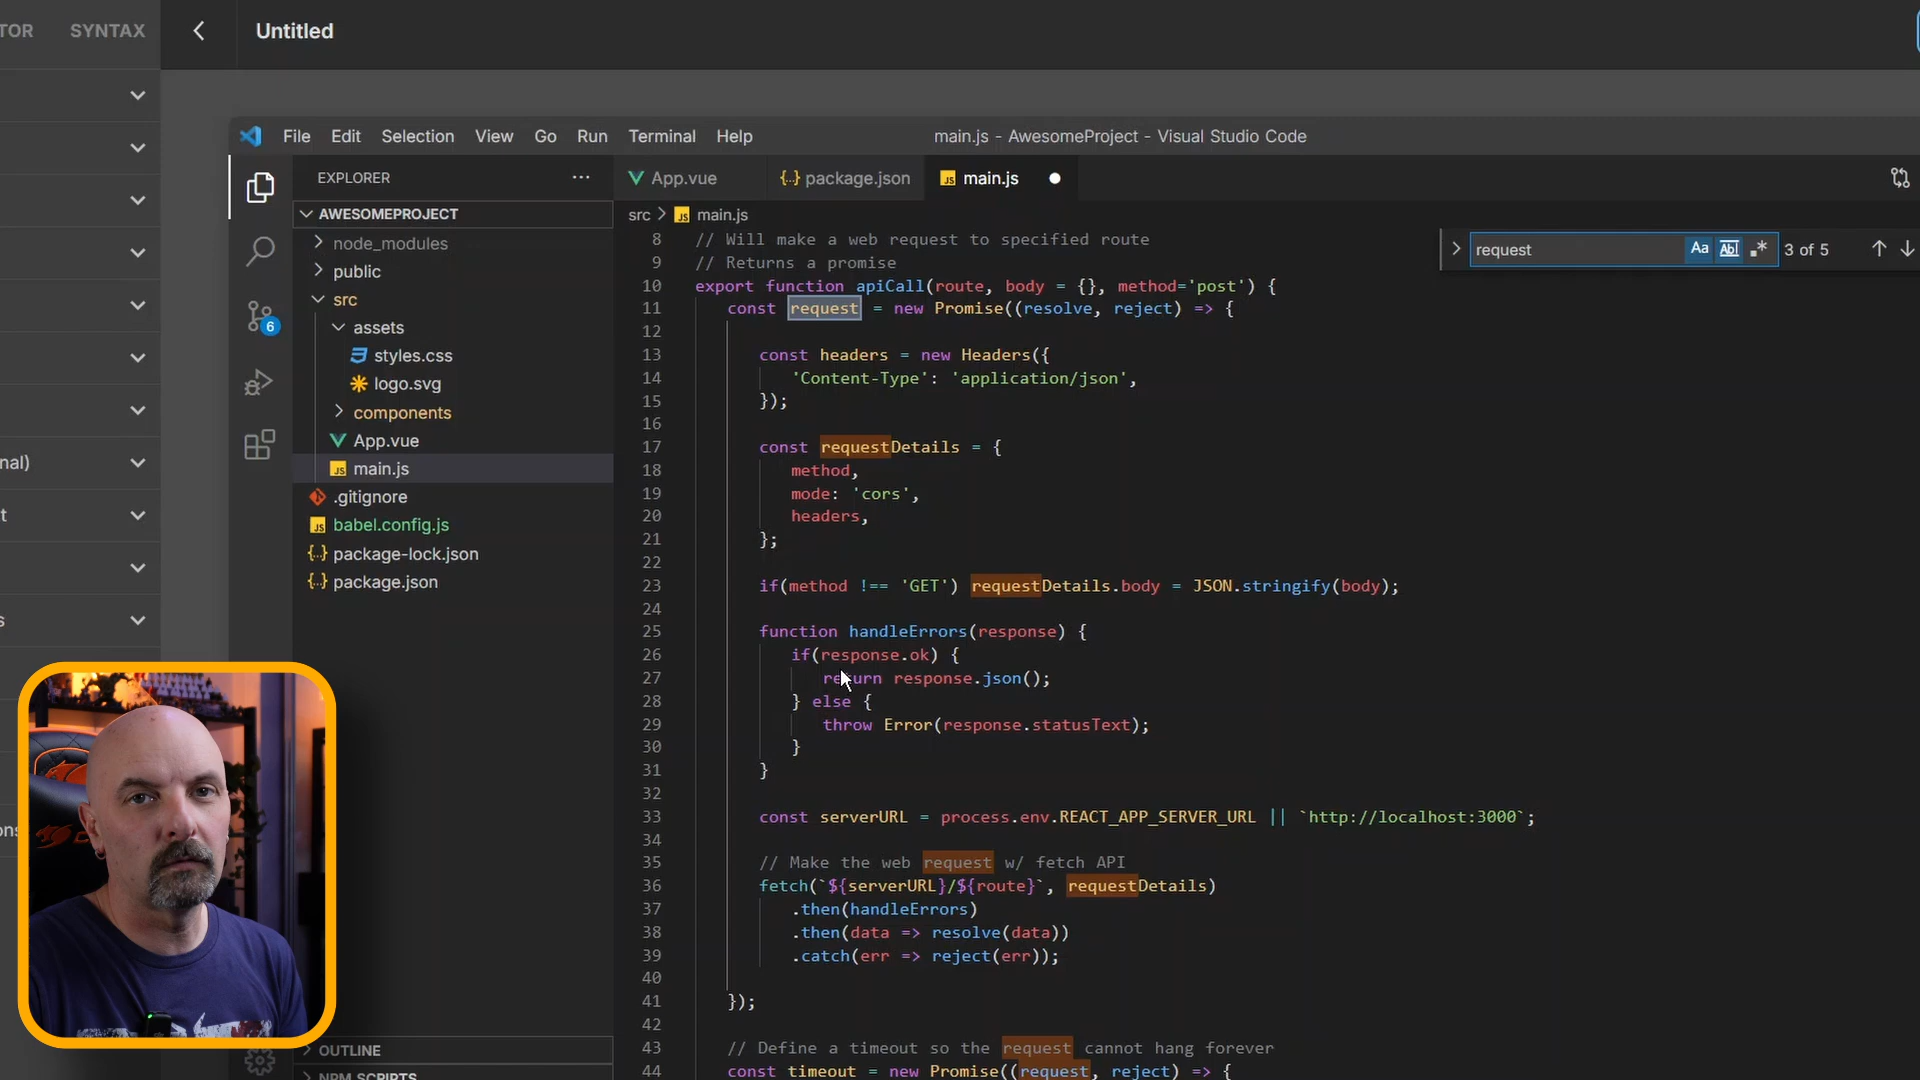 TOR SYNTAX
Untitled
nal)
t
s
ons
File Edit Selection View Go Run Terminal Help
main.js - AwesomeProject - Visual Studio Code
EXPLORER ...
AWESOMEPROJECT
node_modules
public
src
assets
styles.css
logo.svg
components
App.vue
JS main.js
.gitignore
JS babel.config.js
{..} package-lock.json
{..} package.json
OUTLINE
NPM SCRIPTS
6
App.vue {..} package.json JS main.js
src > JS main.js
request Aa Abl .* 3 of 5
8 // Will make a web request to specified route
9 // Returns a promise
10 export function apiCall(route, body = {}, method='post') {
11 const request = new Promise((resolve, reject) => {
12
13 const headers = new Headers({
14 'Content-Type': 'application/json',
15 });
16
17 const requestDetails = {
18 method,
19 mode: 'cors',
20 headers,
21 };
22
23 if(method !== 'GET') requestDetails.body = JSON.stringify(body);
24
25 function handleErrors(response) {
26 if(response.ok) {
27 return response.json();
28 } else {
29 throw Error(response.statusText);
30 }
31 }
32
33 const serverURL = process.env.REACT_APP_SERVER_URL || `http://localhost:3000`;
34
35 // Make the web request w/ fetch API
36 fetch(`${serverURL}/${route}`, requestDetails)
37 .then(handleErrors)
38 .then(data => resolve(data))
39 .catch(err => reject(err));
40
41 });
42
43 // Define a timeout so the request cannot hang forever
44 const timeout = new Promise((request, reject) => {